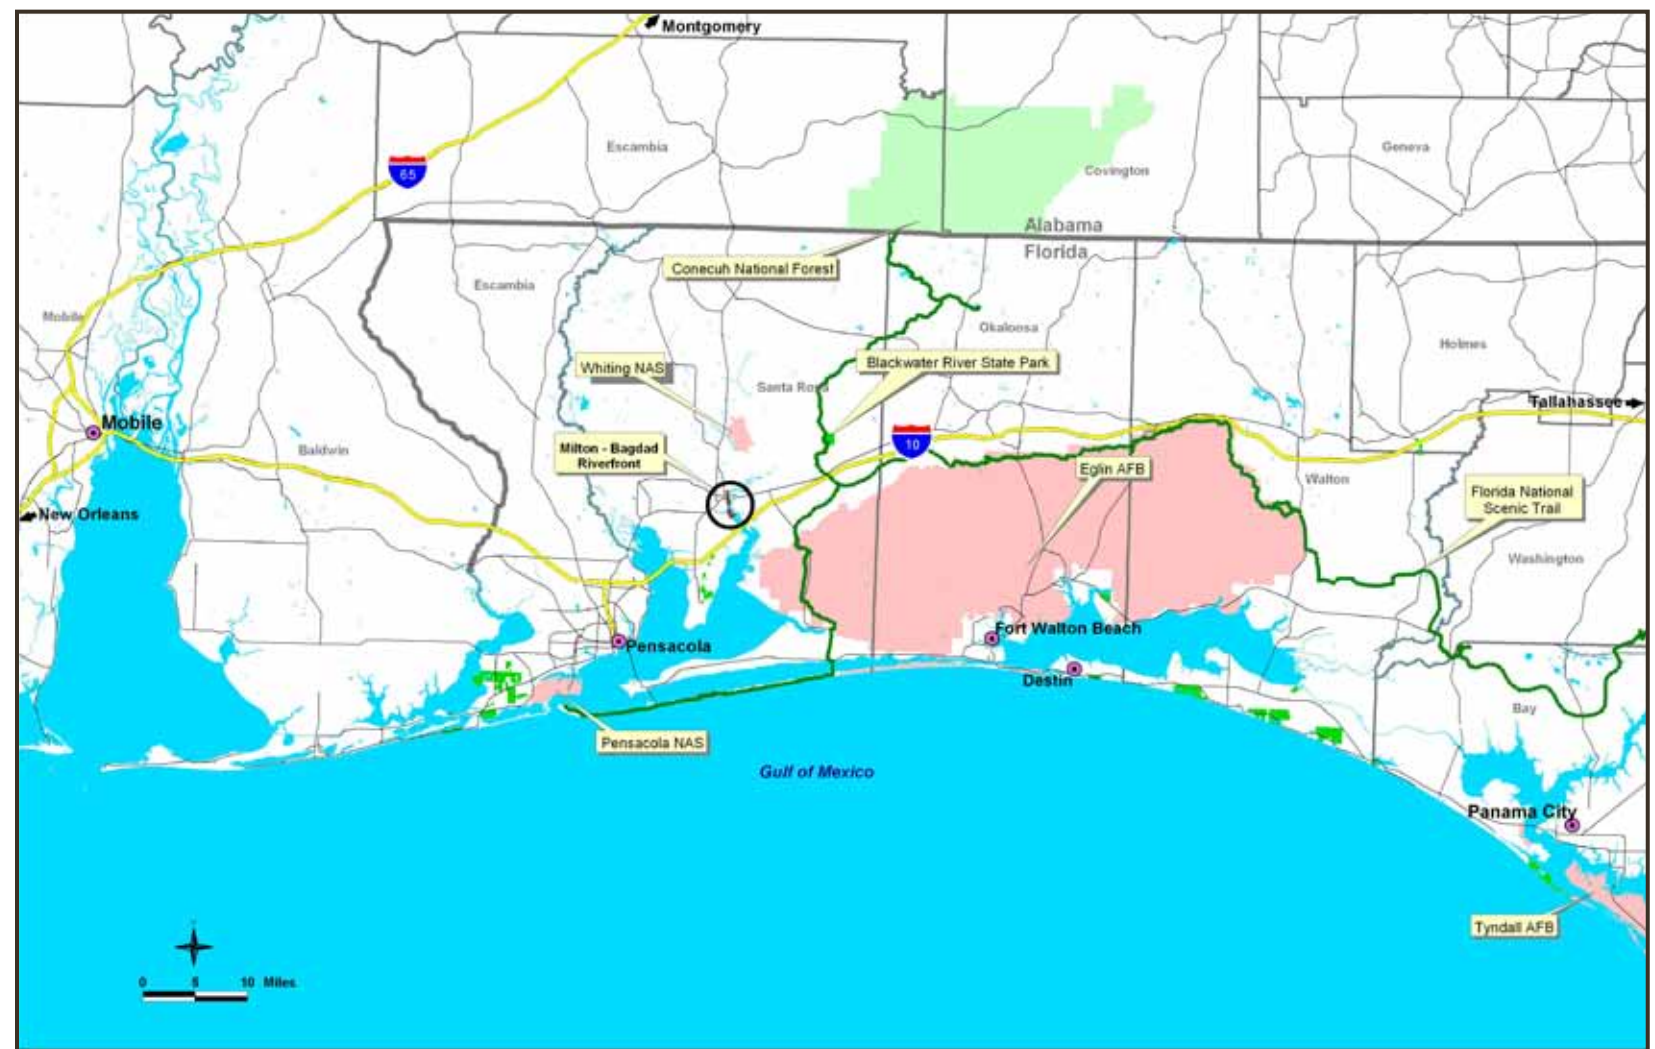 Montgomery
65
Escambia
Geneva
Covington
Alabama
Florida
Conecuh National Forest
Escambia
Mobile
Okaloosa
Holmes
Whiting NAS
Blackwater River State Park
Santa Rosa
Tallahassee
Mobile
10
Baldwin
Milton - Bagdad
Riverfront
Eglin AFB
Walton
Florida National
Scenic Trail
New Orleans
Washington
Fort Walton Beach
Pensacola
Destin
Bay
Pensacola NAS
Gulf of Mexico
Panama City
Tyndall AFB
0 5 10 Miles